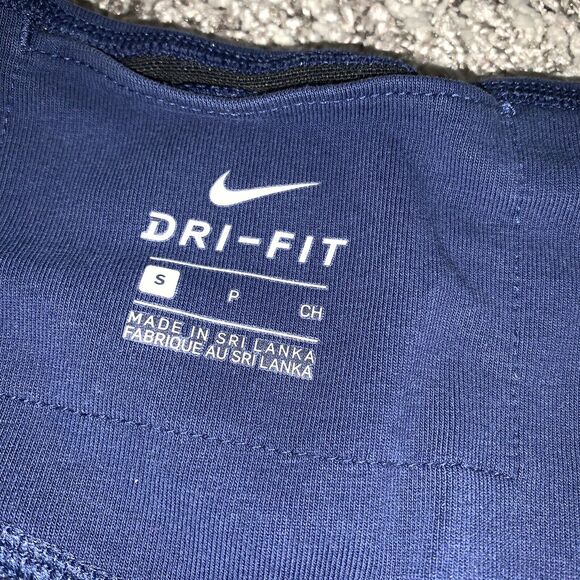 DRI-FIT
S P CH
MADE IN SRI LANKA
FABRIQUE AU SRI LANKA